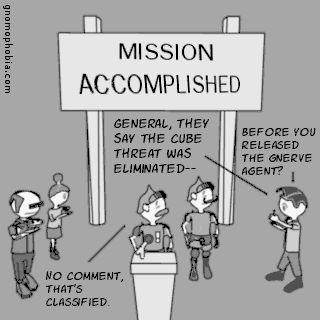 gnomophobia.com
MISSION
ACCOMPLISHED
GENERAL, THEY
SAY THE CUBE
THREAT WAS
ELIMINATED--
BEFORE YOU
RELEASED
THE GNERVE
AGENT?
NO COMMENT,
THAT'S
CLASSIFIED.